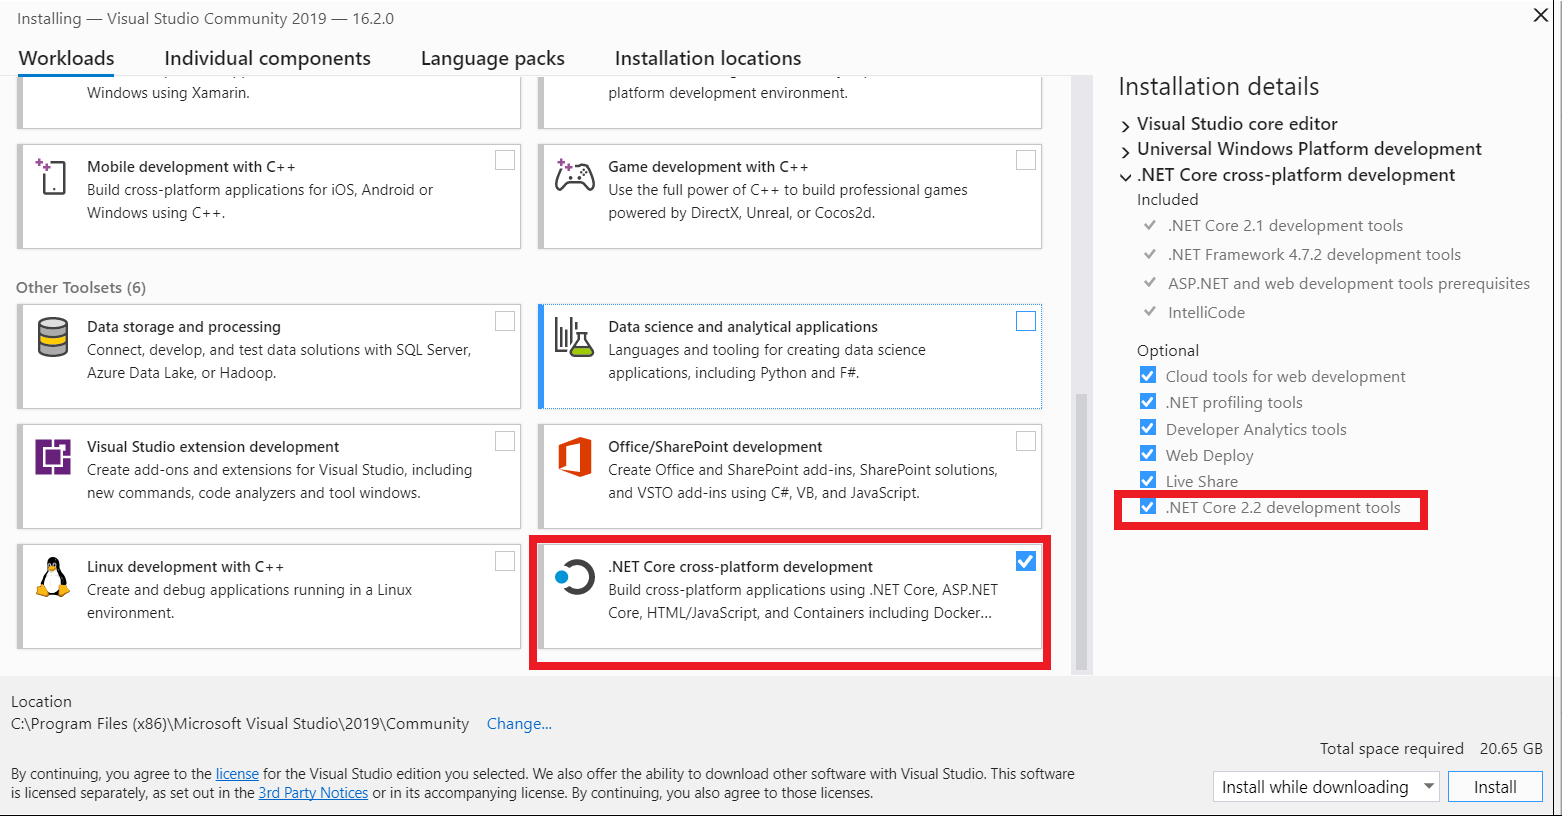 Installing — Visual Studio Community 2019 — 16.2.0
Workloads
Individual components
Language packs
Installation locations
Windows using Xamarin.
platform development environment.
Mobile development with C++
Build cross-platform applications for iOS, Android or
Windows using C++.
Game development with C++
Use the full power of C++ to build professional games
powered by DirectX, Unreal, or Cocos2d.
Other Toolsets (6)
Data storage and processing
Connect, develop, and test data solutions with SQL Server,
Azure Data Lake, or Hadoop.
Data science and analytical applications
Languages and tooling for creating data science
applications, including Python and F#.
Visual Studio extension development
Create add-ons and extensions for Visual Studio, including
new commands, code analyzers and tool windows.
Office/SharePoint development
Create Office and SharePoint add-ins, SharePoint solutions,
and VSTO add-ins using C#, VB, and JavaScript.
Linux development with C++
Create and debug applications running in a Linux
environment.
.NET Core cross-platform development
Build cross-platform applications using .NET Core, ASP.NET
Core, HTML/JavaScript, and Containers including Docker...
Installation details
Visual Studio core editor
Universal Windows Platform development
.NET Core cross-platform development
Included
.NET Core 2.1 development tools
.NET Framework 4.7.2 development tools
ASP.NET and web development tools prerequisites
IntelliCode
Optional
Cloud tools for web development
.NET profiling tools
Developer Analytics tools
Web Deploy
Live Share
.NET Core 2.2 development tools
Location
C:\Program Files (x86)\Microsoft Visual Studio\2019\Community Change...
Total space required 20.65 GB
By continuing, you agree to the license for the Visual Studio edition you selected. We also offer the ability to download other software with Visual Studio. This software
is licensed separately, as set out in the 3rd Party Notices or in its accompanying license. By continuing, you also agree to those licenses.
Install while downloading
Install